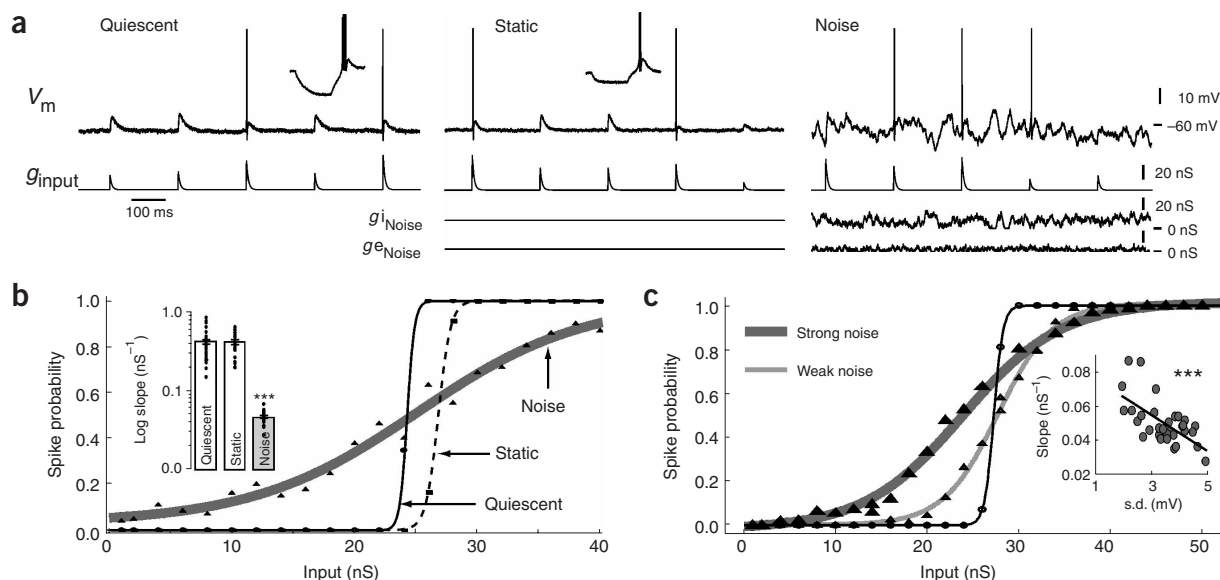 a
Quiescent
Static
Noise
Vm
10 mV
–60 mV
ginput
20 nS
100 ms
giNoise
20 nS
0 nS
geNoise
0 nS
b
Spike probability
1.0
0.8
0.6
0.4
0.2
0.0
0
10
20
30
40
Input (nS)
Log slope (nS−1)
1.0
0.1
0.0
Quiescent
Static
Noise
***
Noise
Static
Quiescent
c
Spike probability
1.0
0.8
0.6
0.4
0.2
0.0
0
10
20
30
40
50
Input (nS)
Strong noise
Weak noise
Slope (nS−1)
0.08
0.06
0.04
0.02
***
1
3
5
s.d. (mV)